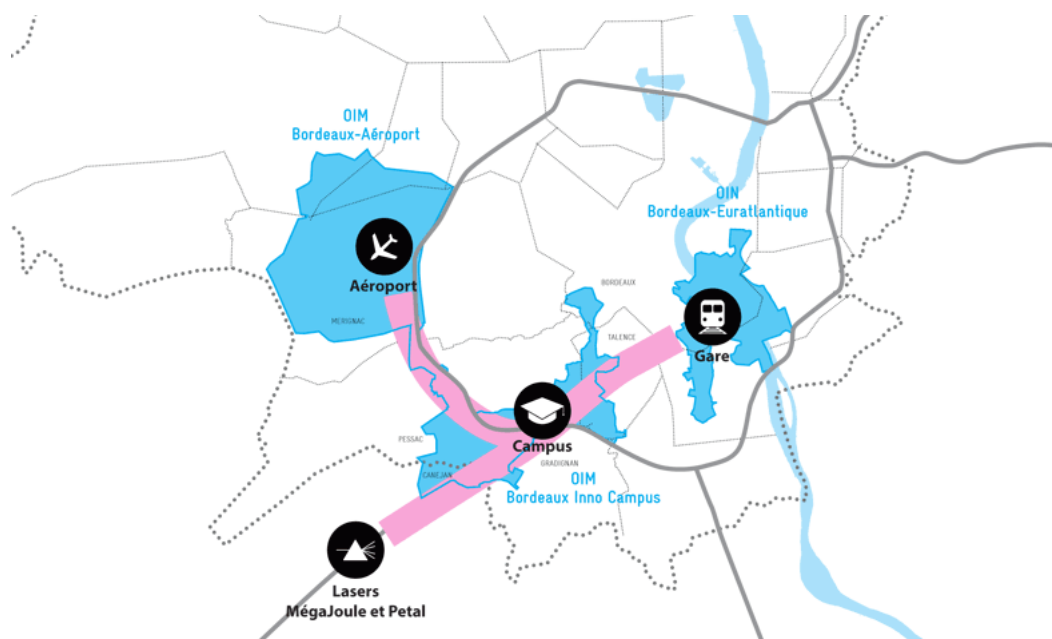 OIM
Bordeaux-Aéroport
OIN
Bordeaux-Euratlantique
Aéroport
BORDEAUX
MERIGNAC
TALENCE
Gare
PESSAC
Campus
GRADIGNAN
CANEJAN
OIM
Bordeaux Inno Campus
Lasers
MégaJoule et Petal